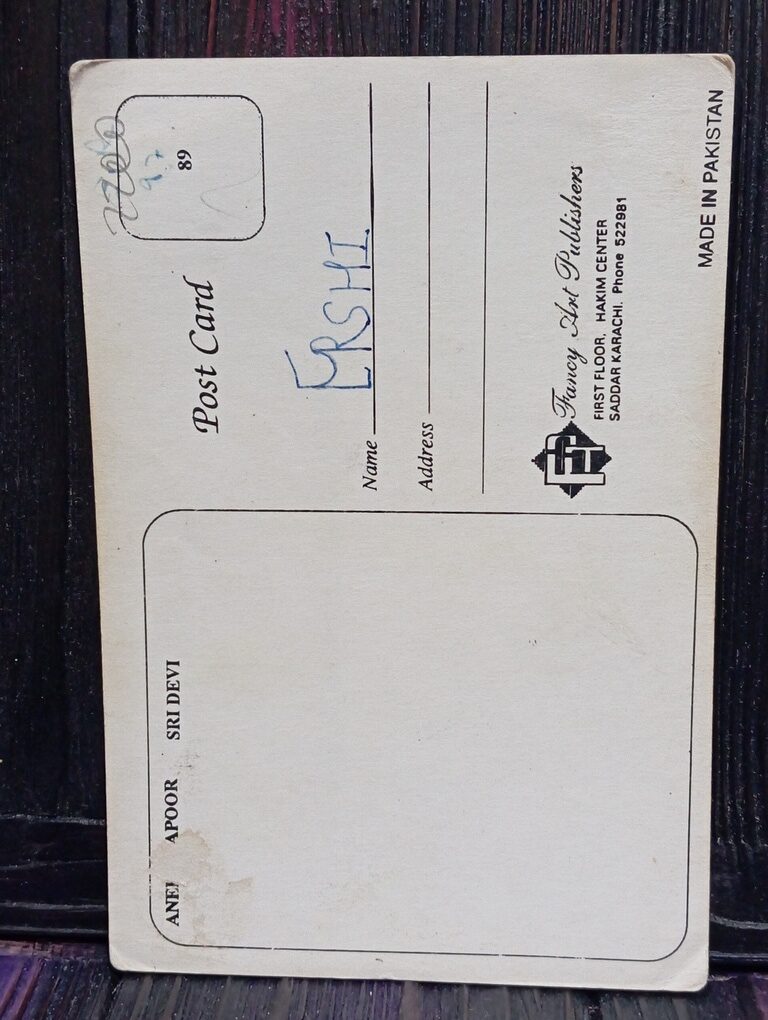 ANE APOOR SRI DEVI
Post Card
89
Name ERSHI
Address
Fancy Art Publishers
FIRST FLOOR, HAKIM CENTER
SADDAR KARACHI. Phone 522981
MADE IN PAKISTAN